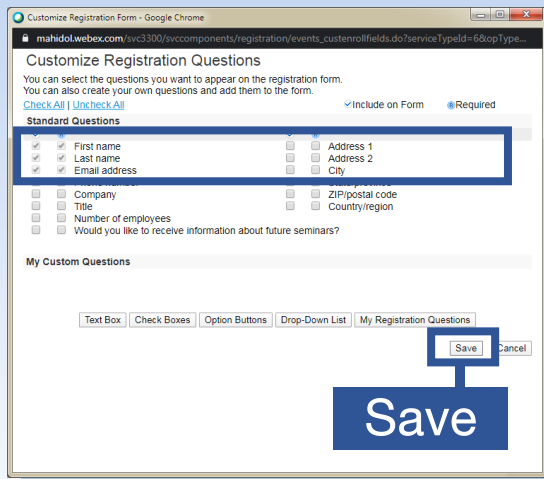 Customize Registration Form - Google Chrome
mahidol.webex.com/svc3300/svccomponents/registration/events_custenrollfields.do?serviceTypeId=6&opType...
Customize Registration Questions
You can select the questions you want to appear on the registration form.
You can also create your own questions and add them to the form.
Check All | Uncheck All
Include on Form Required
Standard Questions
First name Address 1
Last name Address 2
Email address City
Company ZIP/postal code
Title Country/region
Number of employees
Would you like to receive information about future seminars?
My Custom Questions
Text Box Check Boxes Option Buttons Drop-Down List My Registration Questions
Save Cancel
Save